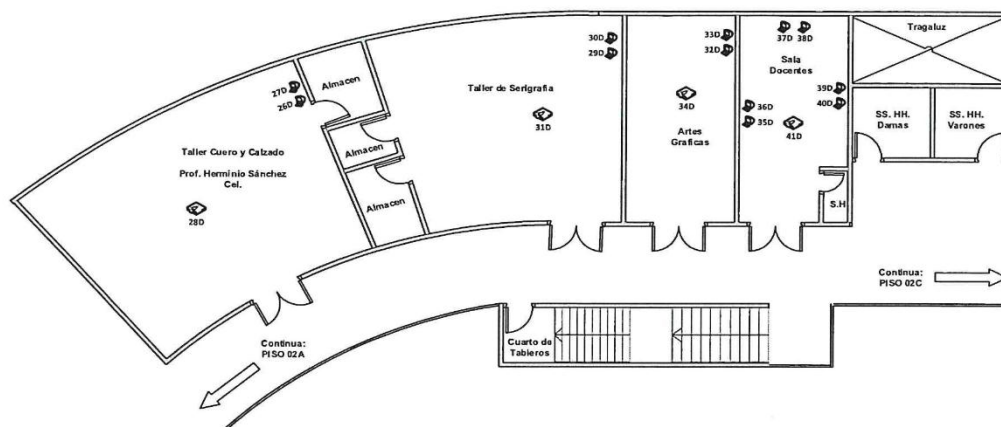 Tragaluz
30D
33D
37D 38D
29D
32D
Sala
Docentes
27D
Almacen
Taller de Serigrafia
39D
26D
34D
36D
40D
31D
35D
41D
SS. HH.
Damas
SS. HH.
Varones
Artes
Graficas
Taller Cuero y Calzado
Almacen
Prof. Herminio Sánchez
Cel.
28D
Almacen
S.H
Continua:
PISO 02C
Continua:
PISO 02A
Cuarto de
Tableros